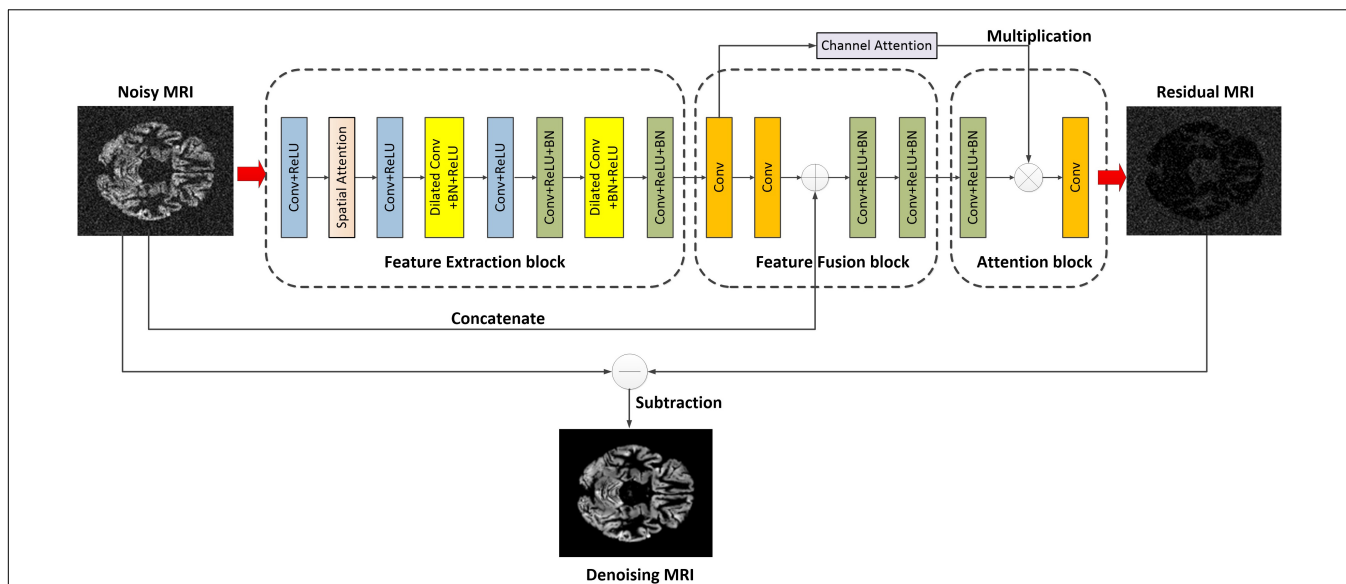 Multiplication
Channel Attention
Noisy MRI
Residual MRI
Conv+ReLU
Spatial Attention
Conv+ReLU
Dilated Conv
+BN+ReLU
Conv+ReLU
Conv+ReLU+BN
Dilated Conv
+BN+ReLU
Conv+ReLU+BN
Conv
Conv
Conv+ReLU+BN
Conv+ReLU+BN
Conv+ReLU+BN
Conv
Feature Extraction block
Feature Fusion block
Attention block
Concatenate
Subtraction
Denoising MRI